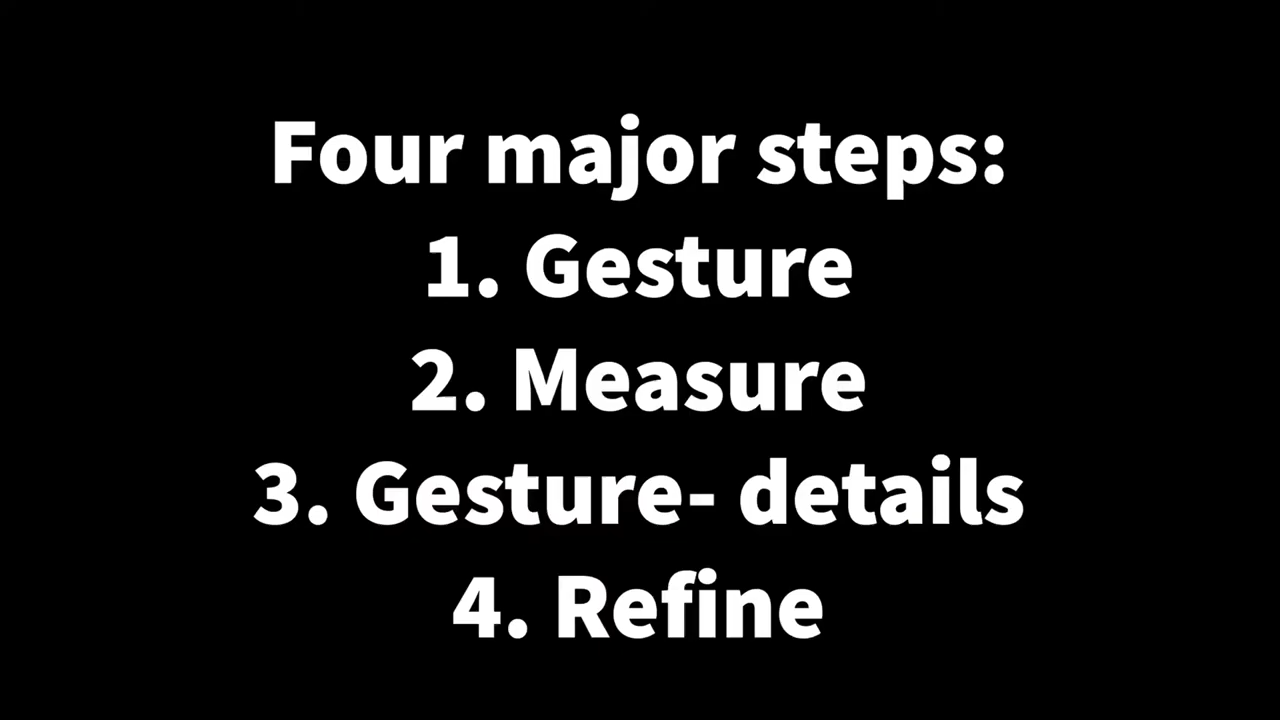 Four major steps:
1. Gesture
2. Measure
3. Gesture- details
4. Refine